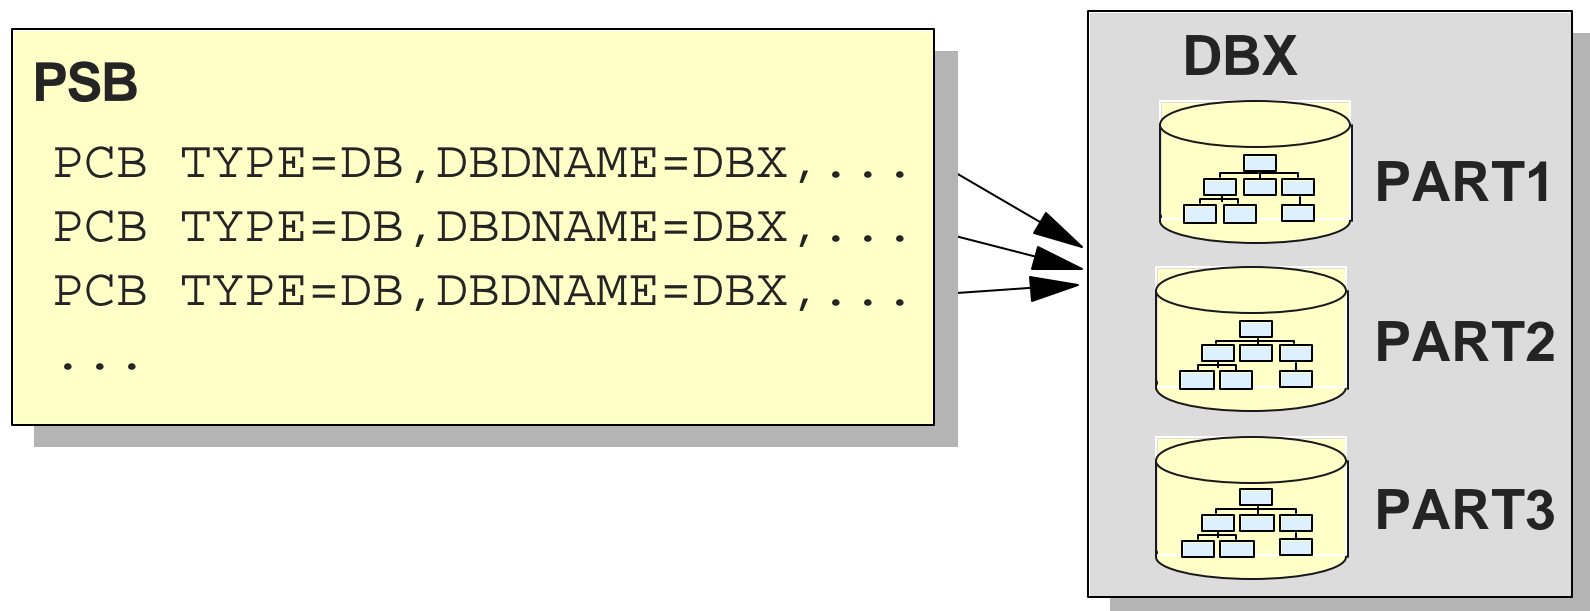 PSB
PCB TYPE=DB,DBDNAME=DBX,...
PCB TYPE=DB,DBDNAME=DBX,...
PCB TYPE=DB,DBDNAME=DBX,...
...
DBX
PART1
PART2
PART3